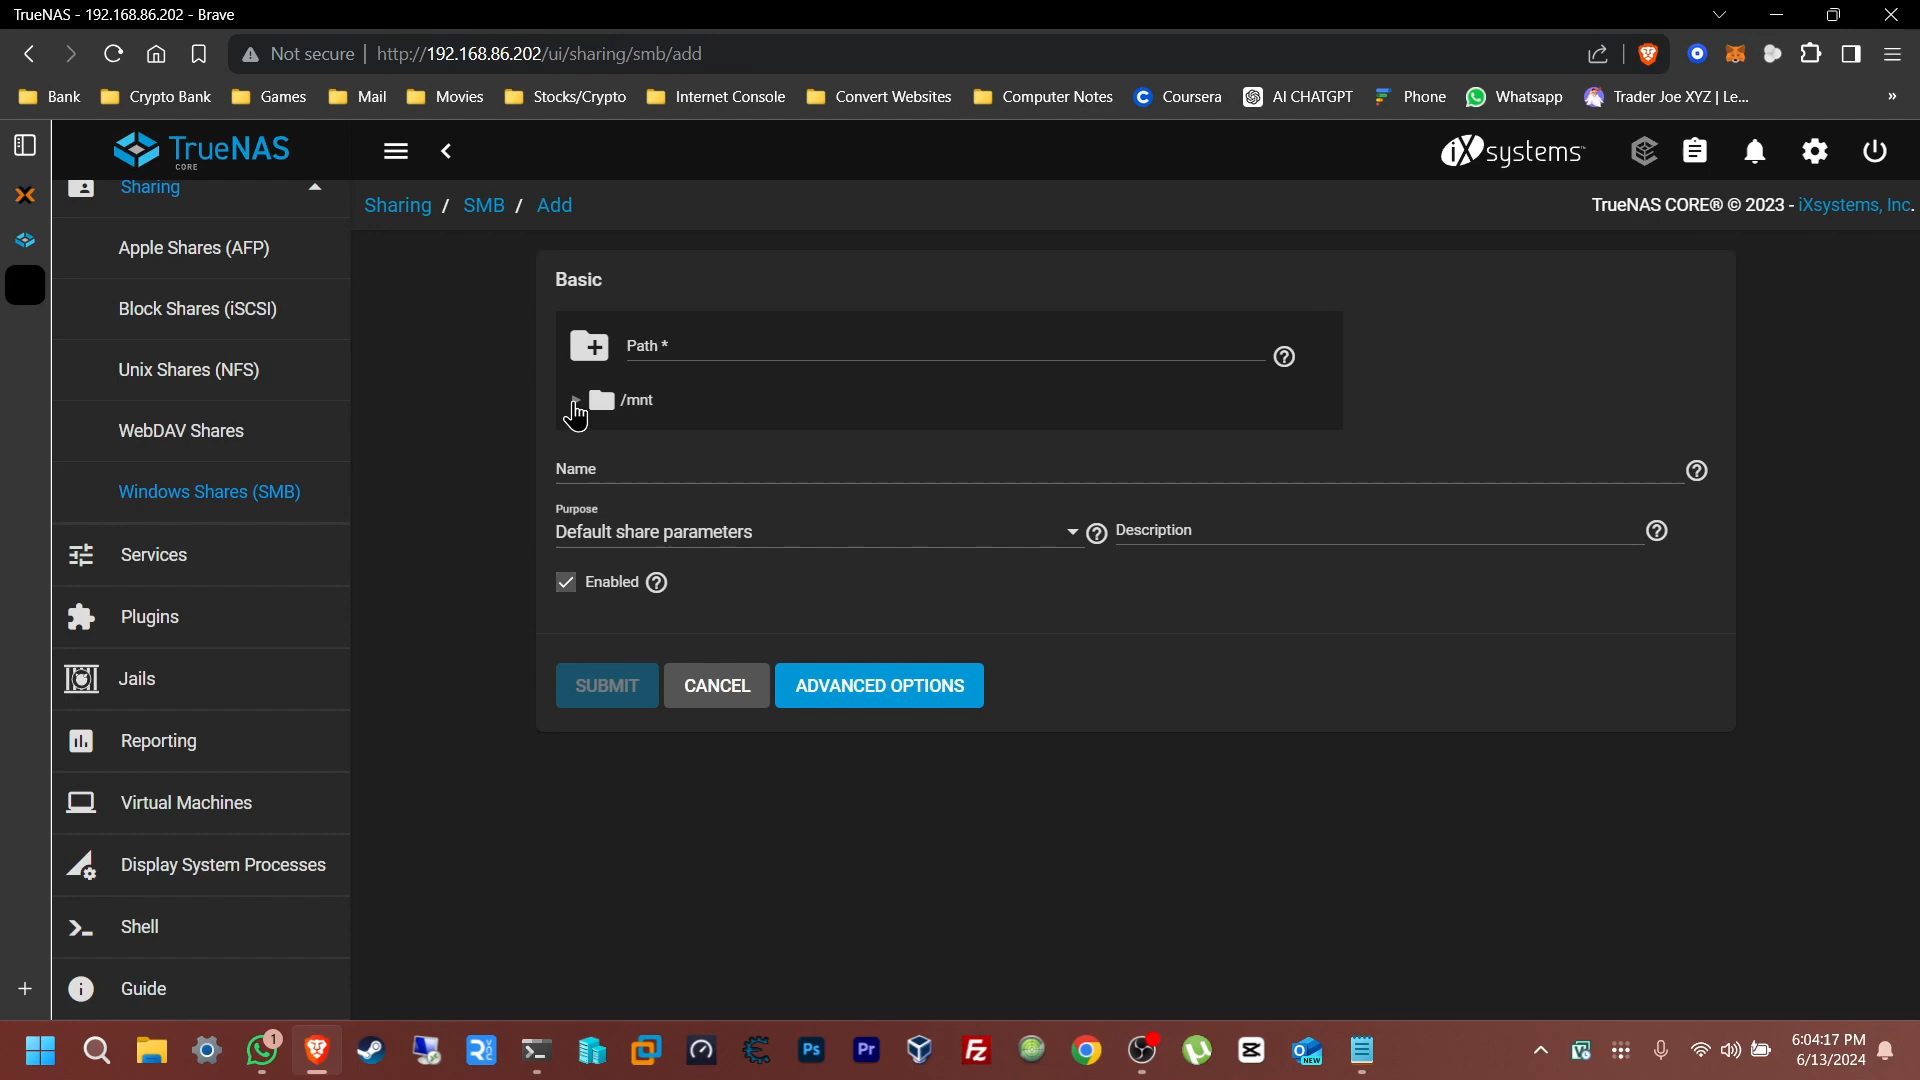 TrueNAS - 192.168.86.202 - Brave
Not secure | http://192.168.86.202/ui/sharing/smb/add
Bank Crypto Bank Games Mail Movies Stocks/Crypto Internet Console Convert Websites Computer Notes Coursera AI CHATGPT Phone Whatsapp Trader Joe XYZ | Le... »
TrueNAS
CORE
iXsystems
Sharing
Apple Shares (AFP)
Block Shares (iSCSI)
Unix Shares (NFS)
WebDAV Shares
Windows Shares (SMB)
Services
Plugins
Jails
Reporting
Virtual Machines
Display System Processes
Shell
Guide
Sharing / SMB / Add
TrueNAS CORE® © 2023 - iXsystems, Inc.
Basic
Path *
/mnt
Name
Purpose
Default share parameters
Description
Enabled
SUBMIT CANCEL ADVANCED OPTIONS
1
Ps
Pr
Fz
NEW
6:04:17 PM
6/13/2024